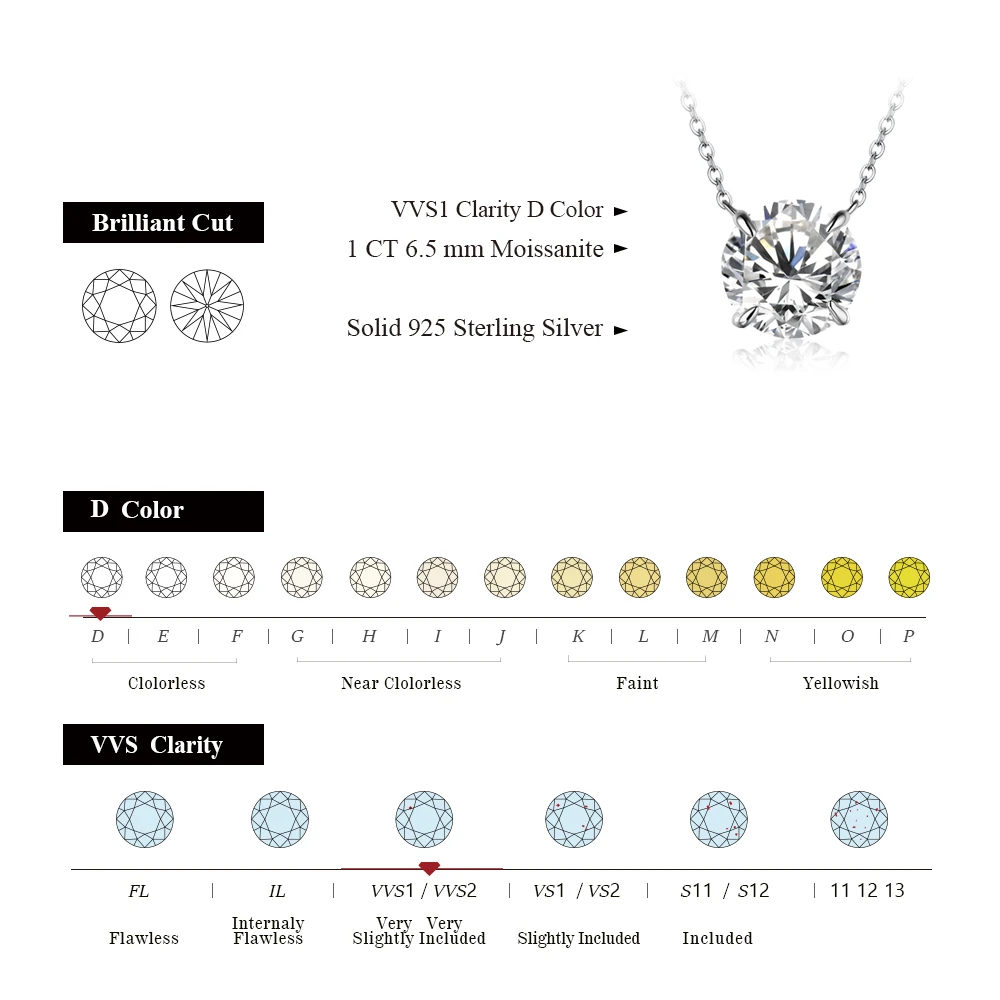 Brilliant Cut
VVS1 Clarity D Color
1 CT 6.5 mm Moissanite
Solid 925 Sterling Silver
D Color
D | E | F | G | H | I | J | K | L | M | N | O | P
Clolorless Near Clolorless Faint Yellowish
VVS Clarity
FL | IL | VVS1 / VVS2 | VS1 / VS2 | S11 / S12 | 11 12 13
Internaly Very Very
Flawless Flawless Slightly Included Slightly Included Included